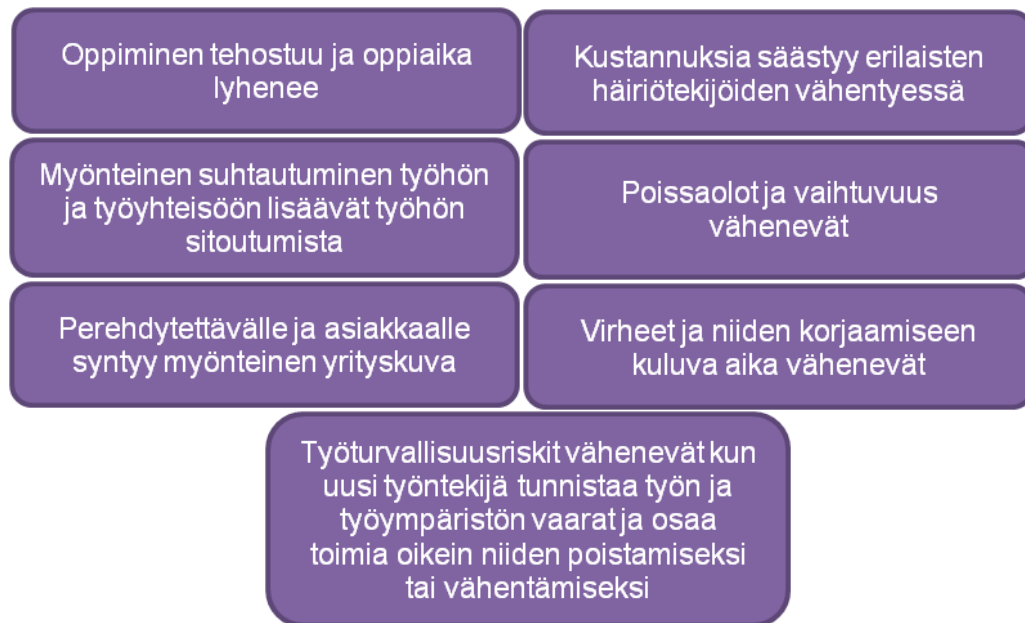 Oppiminen tehostuu ja oppiaika
lyhenee
Kustannuksia säästyy erilaisten
häiriötekijöiden vähentyessä
Myönteinen suhtautuminen työhön
ja työyhteisöön lisäävät työhön
sitoutumista
Poissaolot ja vaihtuvuus
vähenevät
Perehdytettävälle ja asiakkaalle
syntyy myönteinen yrityskuva
Virheet ja niiden korjaamiseen
kuluva aika vähenevät
Työturvallisuusriskit vähenevät kun
uusi työntekijä tunnistaa työn ja
työympäristön vaarat ja osaa
toimia oikein niiden poistamiseksi
tai vähentämiseksi